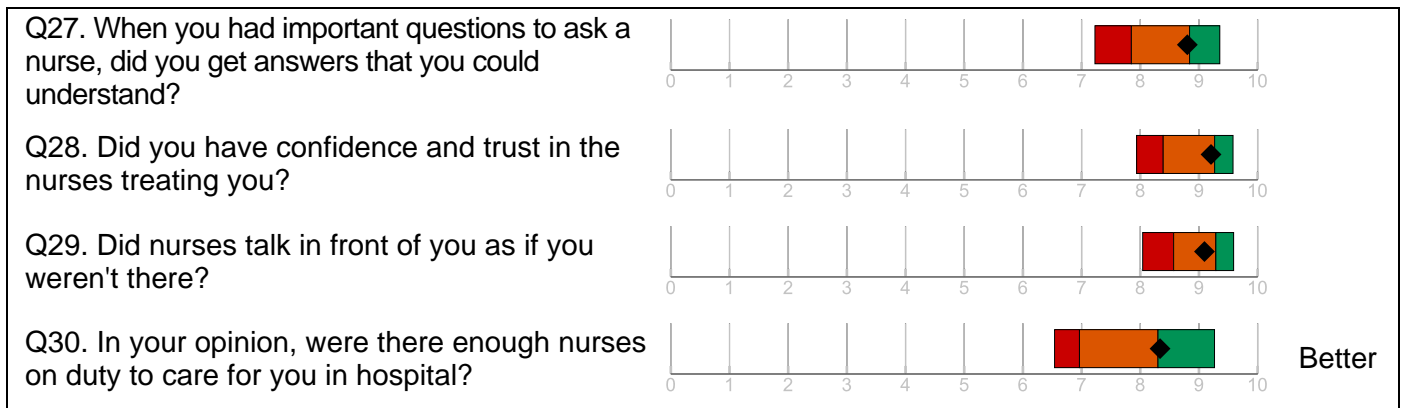 Q27. When you had important questions to ask a
nurse, did you get answers that you could
understand?
0 1 2 3 4 5 6 7 8 9 10
Q28. Did you have confidence and trust in the
nurses treating you?
0 1 2 3 4 5 6 7 8 9 10
Q29. Did nurses talk in front of you as if you
weren't there?
0 1 2 3 4 5 6 7 8 9 10
Q30. In your opinion, were there enough nurses
on duty to care for you in hospital?
Better
0 1 2 3 4 5 6 7 8 9 10